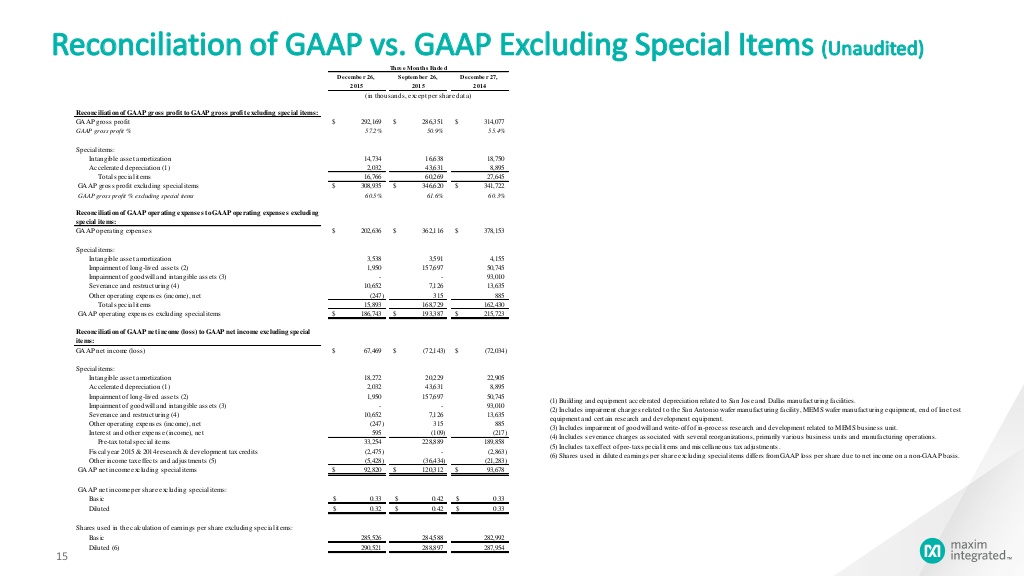 Reconciliation of GAAP vs. GAAP Excluding Special Items (Unaudited)
Three Months Ended
December 26, September 26, December 27,
2015 2015 2014
(in thousands, except per share data)
Reconciliation of GAAP gross profit to GAAP gross profit excluding special items:
GAAP gross profit $ 292,169 $ 286,351 $ 314,077
GAAP gross profit % 57.2% 50.9% 55.4%
Special items:
Intangible asset amortization 14,734 16,638 18,750
Accelerated depreciation (1) 2,032 43,631 8,895
Total special items 16,766 60,269 27,645
GAAP gross profit excluding special items $ 308,935 $ 346,620 $ 341,722
GAAP gross profit % excluding special items 60.5% 61.6% 60.3%
Reconciliation of GAAP operating expenses to GAAP operating expenses excluding
special items:
GAAP operating expenses $ 202,636 $ 362,116 $ 378,153
Special items:
Intangible asset amortization 3,538 3,591 4,155
Impairment of long-lived assets (2) 1,950 157,697 50,745
Impairment of goodwill and intangible assets (3) - - 93,010
Severance and restructuring (4) 10,652 7,126 13,635
Other operating expenses (income), net (247) 315 885
Total special items 15,893 168,729 162,430
GAAP operating expenses excluding special items $ 186,743 $ 193,387 $ 215,723
Reconciliation of GAAP net income (loss) to GAAP net income excluding special
items:
GAAP net income (loss) $ 67,469 $ (72,143) $ (72,034)
Special items:
Intangible asset amortization 18,272 20,229 22,905
Accelerated depreciation (1) 2,032 43,631 8,895
Impairment of long-lived assets (2) 1,950 157,697 50,745
Impairment of goodwill and intangible assets (3) - - 93,010
Severance and restructuring (4) 10,652 7,126 13,635
Other operating expenses (income), net (247) 315 885
Interest and other expense (income), net 595 (109) (217)
Pre-tax total special items 33,254 228,889 189,858
Fiscal year 2015 & 2014 research & development tax credits (2,475) - (2,863)
Other income tax effects and adjustments (5) (5,428) (36,434) (21,283)
GAAP net income excluding special items $ 92,820 $ 120,312 $ 93,678
GAAP net income per share excluding special items:
Basic $ 0.33 $ 0.42 $ 0.33
Diluted $ 0.32 $ 0.42 $ 0.33
Shares used in the calculation of earnings per share excluding special items:
Basic 285,526 284,588 282,992
Diluted (6) 290,521 288,897 287,954
(1) Building and equipment accelerated depreciation related to San Jose and Dallas manufacturing facilities.
(2) Includes impairment charges related to the San Antonio wafer manufacturing facility, MEMS wafer manufacturing equipment, end of line test
equipment and certain research and development equipment.
(3) Includes impairment of goodwill and write-off of in-process research and development related to MEMS business unit.
(4) Includes severance charges associated with several reorganizations, primarily various business units and manufacturing operations.
(5) Includes tax effect of pre-tax special items and miscellineous tax adjustments.
(6) Shares used in diluted earnings per share excluding special items differs from GAAP loss per share due to net income on a non-GAAP basis.
15
maxim
integrated™